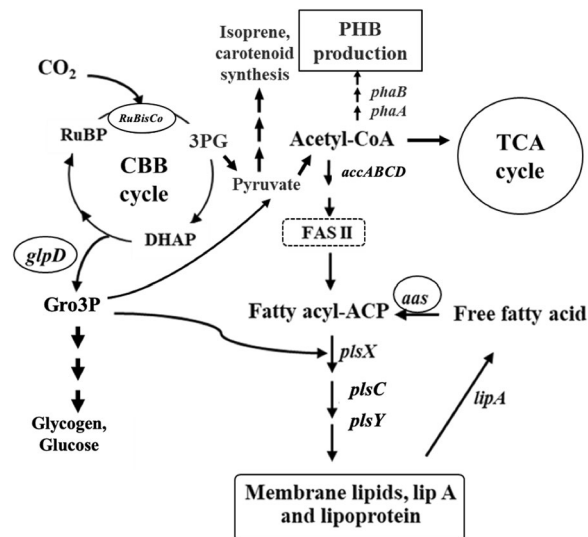 Isoprene,
carotenoid
synthesis
PHB
production
CO2
RuBisCo
phaB
phaA
RuBP
3PG
Acetyl-CoA
TCA
cycle
CBB
cycle
Pyruvate
accABCD
DHAP
FAS II
glpD
Gro3P
Fatty acyl-ACP
aas
Free fatty acid
plsX
plsC
lipA
plsY
Glycogen,
Glucose
Membrane lipids, lip A
and lipoprotein